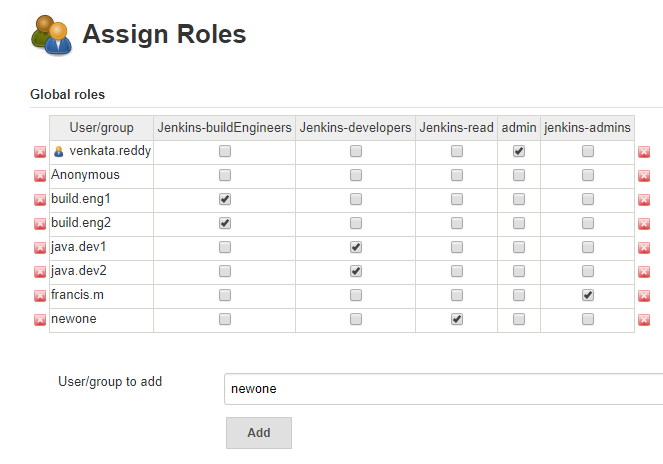 Assign Roles
Global roles
User/group Jenkins-buildEngineers Jenkins-developers Jenkins-read admin jenkins-admins
venkata.reddy
Anonymous
build.eng1
build.eng2
java.dev1
java.dev2
francis.m
newone
User/group to add newone
Add